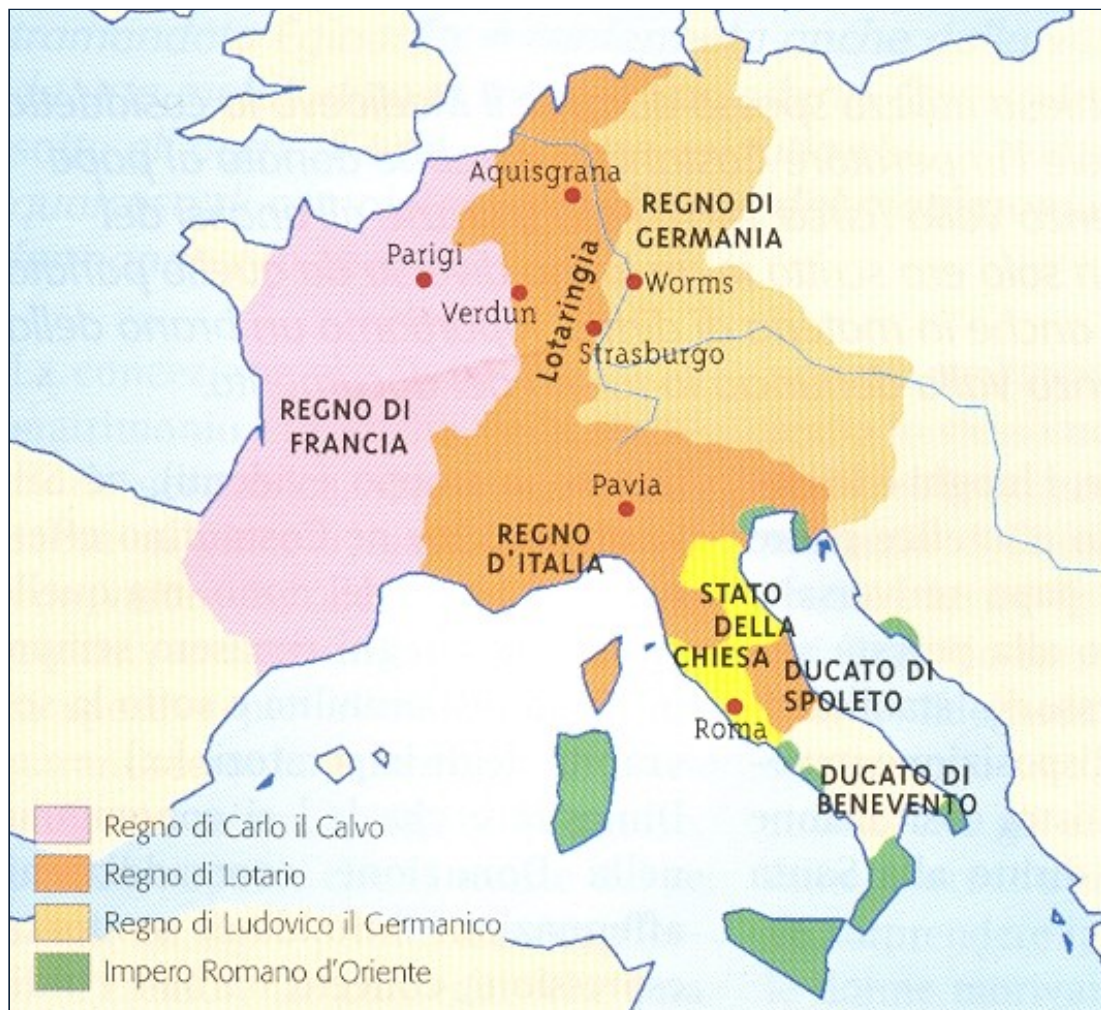 Aquisgrana
REGNO DI
GERMANIA
Parigi
Verdun
Lotaringia
Worms
Strasburgo
REGNO DI
FRANCIA
Pavia
REGNO
D'ITALIA
STATO
DELLA
CHIESA
DUCATO DI
SPOLETO
Roma
DUCATO DI
BENEVENTO
Regno di Carlo il Calvo
Regno di Lotario
Regno di Ludovico il Germanico
Impero Romano d'Oriente